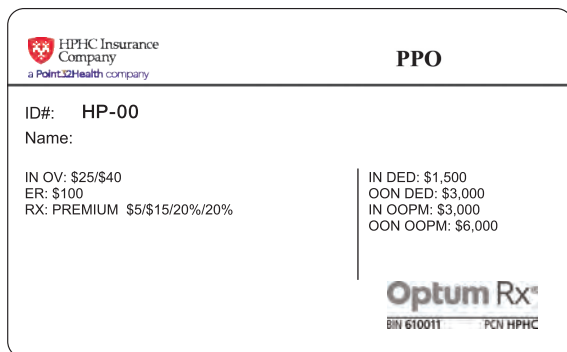 HPHC Insurance
Company
a Point32Health company
PPO
ID#: HP-00
Name:
IN OV: $25/$40
ER: $100
RX: PREMIUM $5/$15/20%/20%
IN DED: $1,500
OON DED: $3,000
IN OOPM: $3,000
OON OOPM: $6,000
Optum Rx®
BIN 610011 PCN HPHC